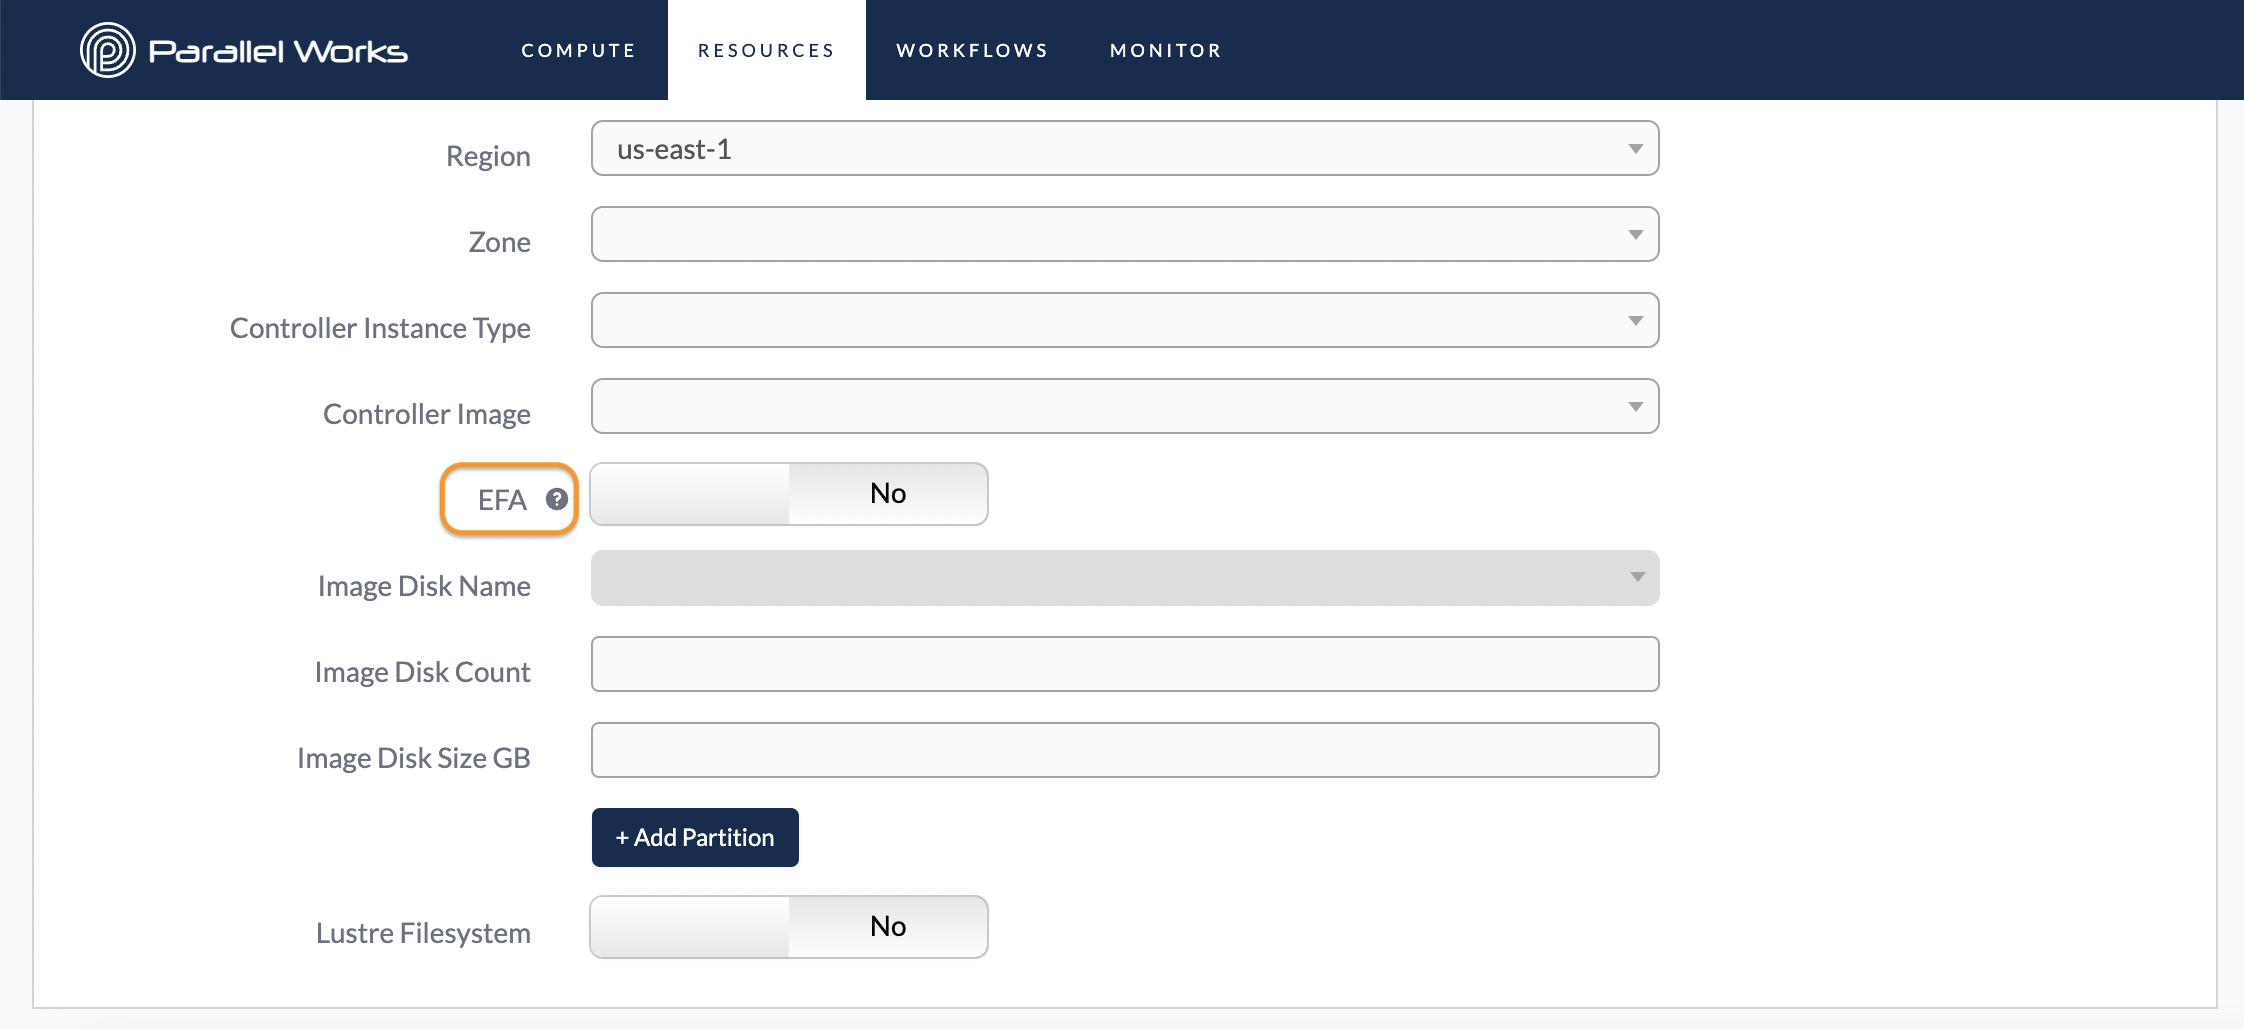 Parallel Works
COMPUTE
RESOURCES
WORKFLOWS
MONITOR
Region
us-east-1
Zone
Controller Instance Type
Controller Image
EFA ?
No
Image Disk Name
Image Disk Count
Image Disk Size GB
+ Add Partition
Lustre Filesystem
No